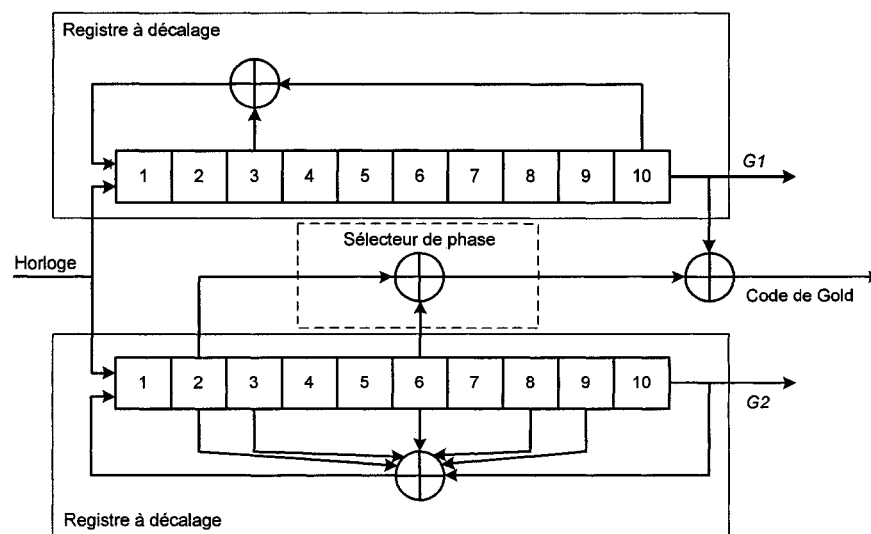 Registre à décalage
1 2 3 4 5 6 7 8 9 10
G1
Sélecteur de phase
Horloge
Code de Gold
1 2 3 4 5 6 7 8 9 10
G2
Registre à décalage